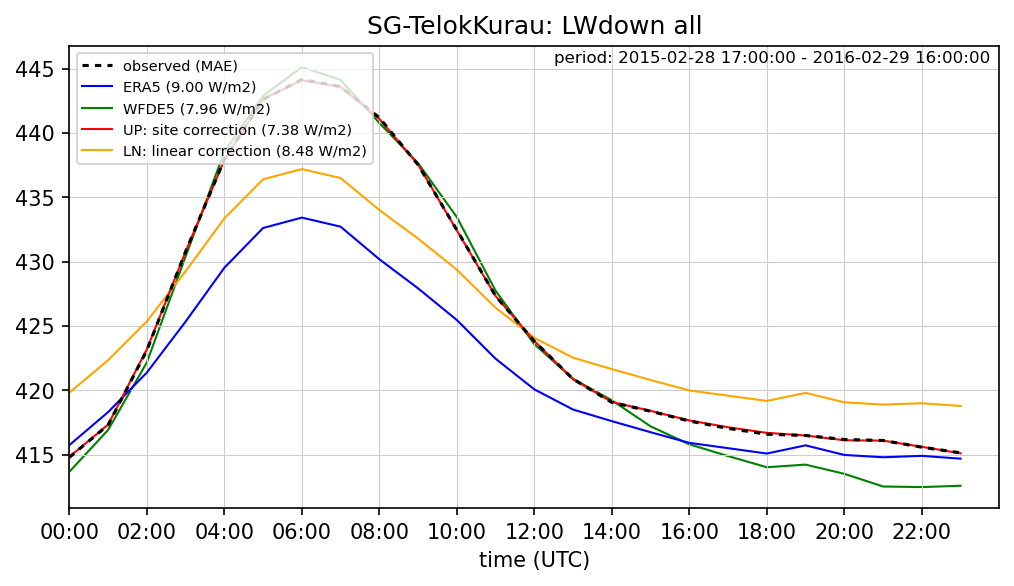 SG-TelokKurau: LWdown all
period: 2015-02-28 17:00:00 - 2016-02-29 16:00:00
observed (MAE)
ERA5 (9.00 W/m2)
WFDE5 (7.96 W/m2)
UP: site correction (7.38 W/m2)
LN: linear correction (8.48 W/m2)
445
440
435
430
425
420
415
00:00 02:00 04:00 06:00 08:00 10:00 12:00 14:00 16:00 18:00 20:00 22:00
time (UTC)